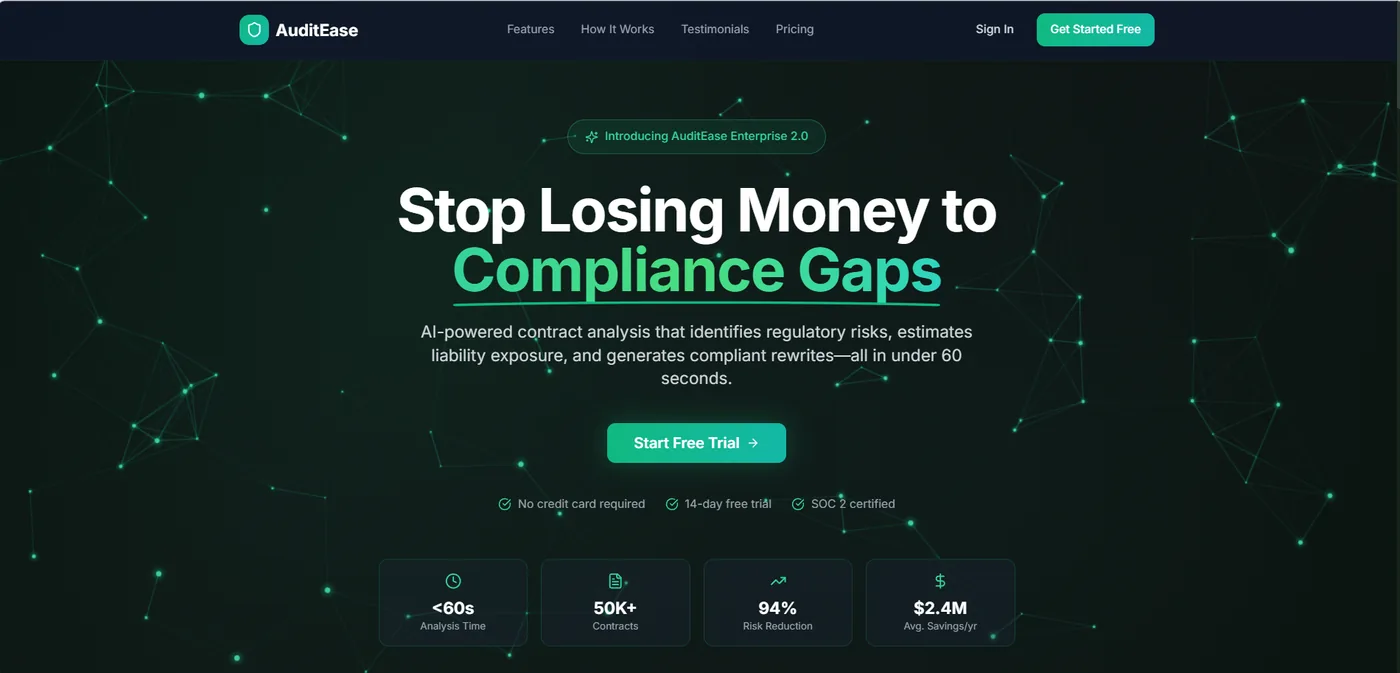 AuditEase
Features
How It Works
Testimonials
Pricing
Sign In
Get Started Free
Introducing AuditEase Enterprise 2.0
Stop Losing Money to
Compliance Gaps
AI-powered contract analysis that identifies regulatory risks, estimates
liability exposure, and generates compliant rewrites—all in under 60
seconds.
Start Free Trial →
No credit card required
14-day free trial
SOC 2 certified
<60s
Analysis Time
50K+
Contracts
94%
Risk Reduction
$2.4M
Avg. Savings/yr